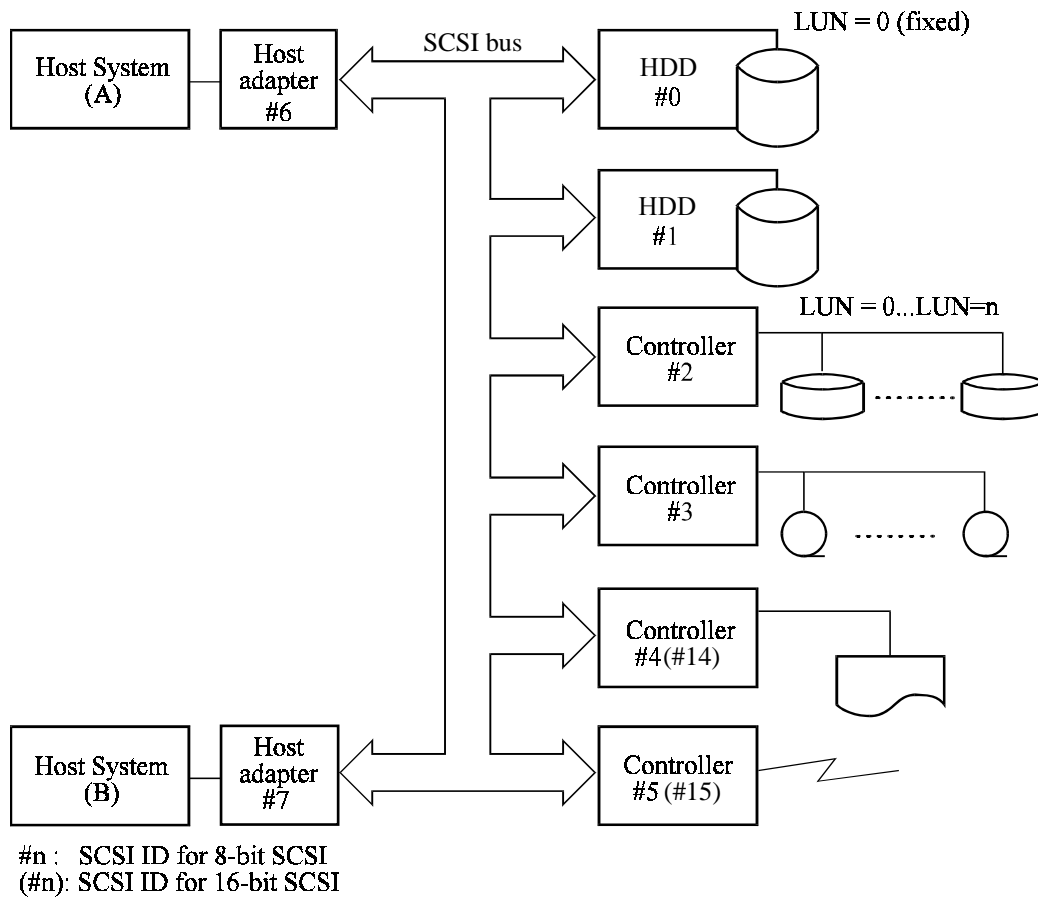 LUN = 0 (fixed)
SCSI bus
Host System
(A)
Host
adapter
#6
HDD
#0
HDD
#1
LUN = 0...LUN=n
Controller
#2
Controller
#3
Controller
#4(#14)
Host System
(B)
Host
adapter
#7
Controller
#5 (#15)
#n : SCSI ID for 8-bit SCSI
(#n): SCSI ID for 16-bit SCSI